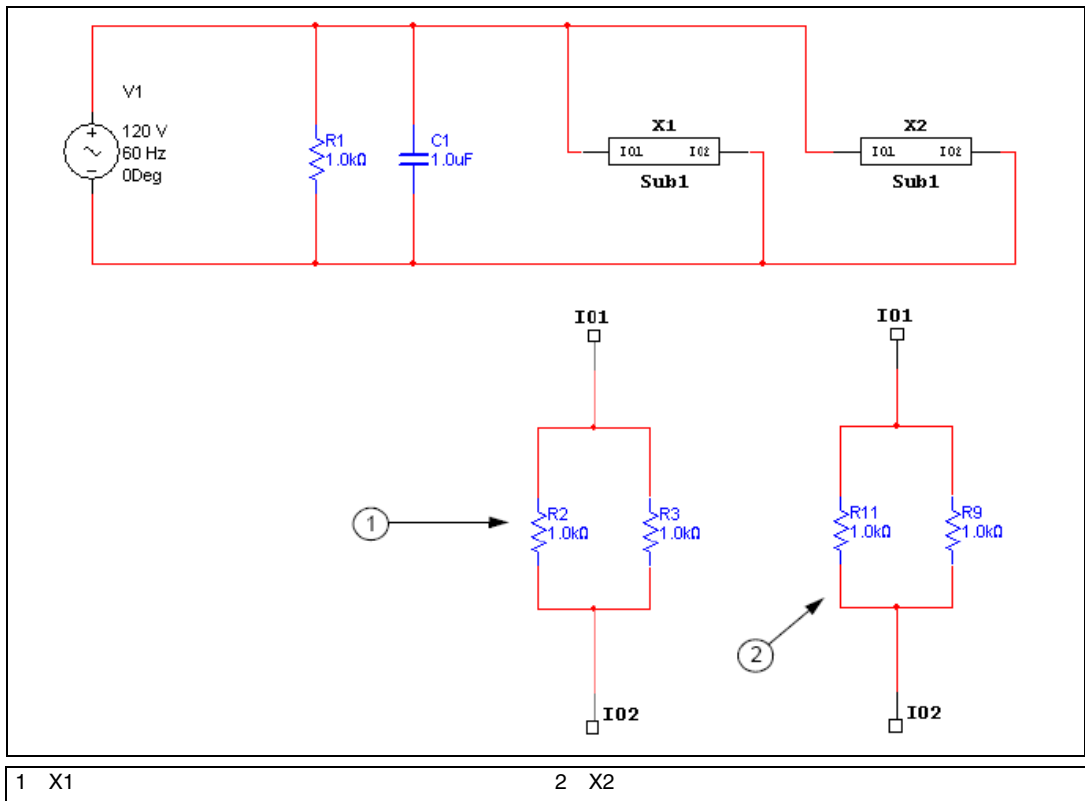 V1
120 V
60 Hz
0Deg
R1
1.0kΩ
C1
1.0uF
X1
IO1 IO2
Sub1
X2
IO1 IO2
Sub1
IO1
IO1
1
R2
1.0kΩ
R3
1.0kΩ
R11
1.0kΩ
R9
1.0kΩ
2
IO2
IO2
1 X1 2 X2